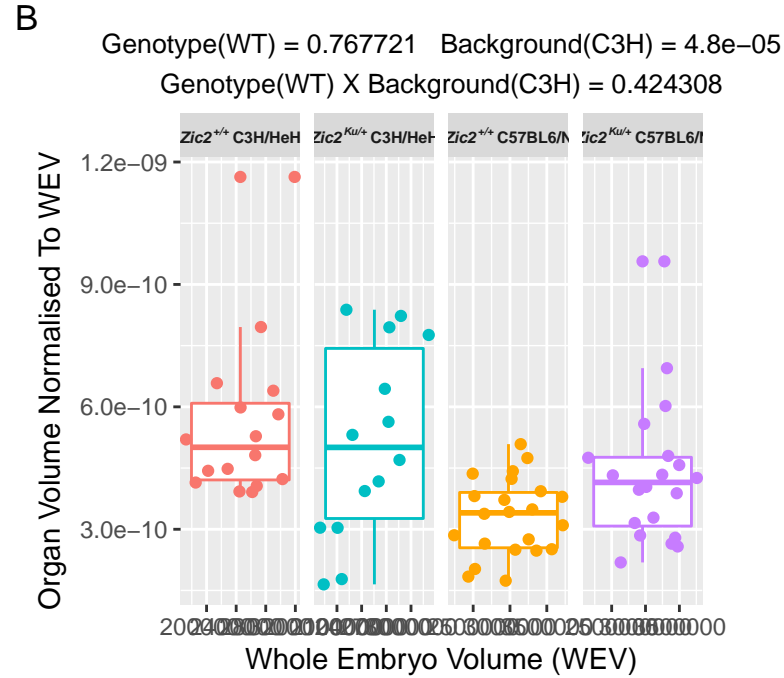 B
Genotype(WT) = 0.767721 Background(C3H) = 4.8e−05
Genotype(WT) X Background(C3H) = 0.424308
Zic2+/+ C3H/HeH Zic2Ku/+ C3H/HeH Zic2+/+ C57BL6/N Zic2Ku/+ C57BL6/N
1.2e−09
9.0e−10
6.0e−10
3.0e−10
Organ Volume Normalised To WEV
Whole Embryo Volume (WEV)